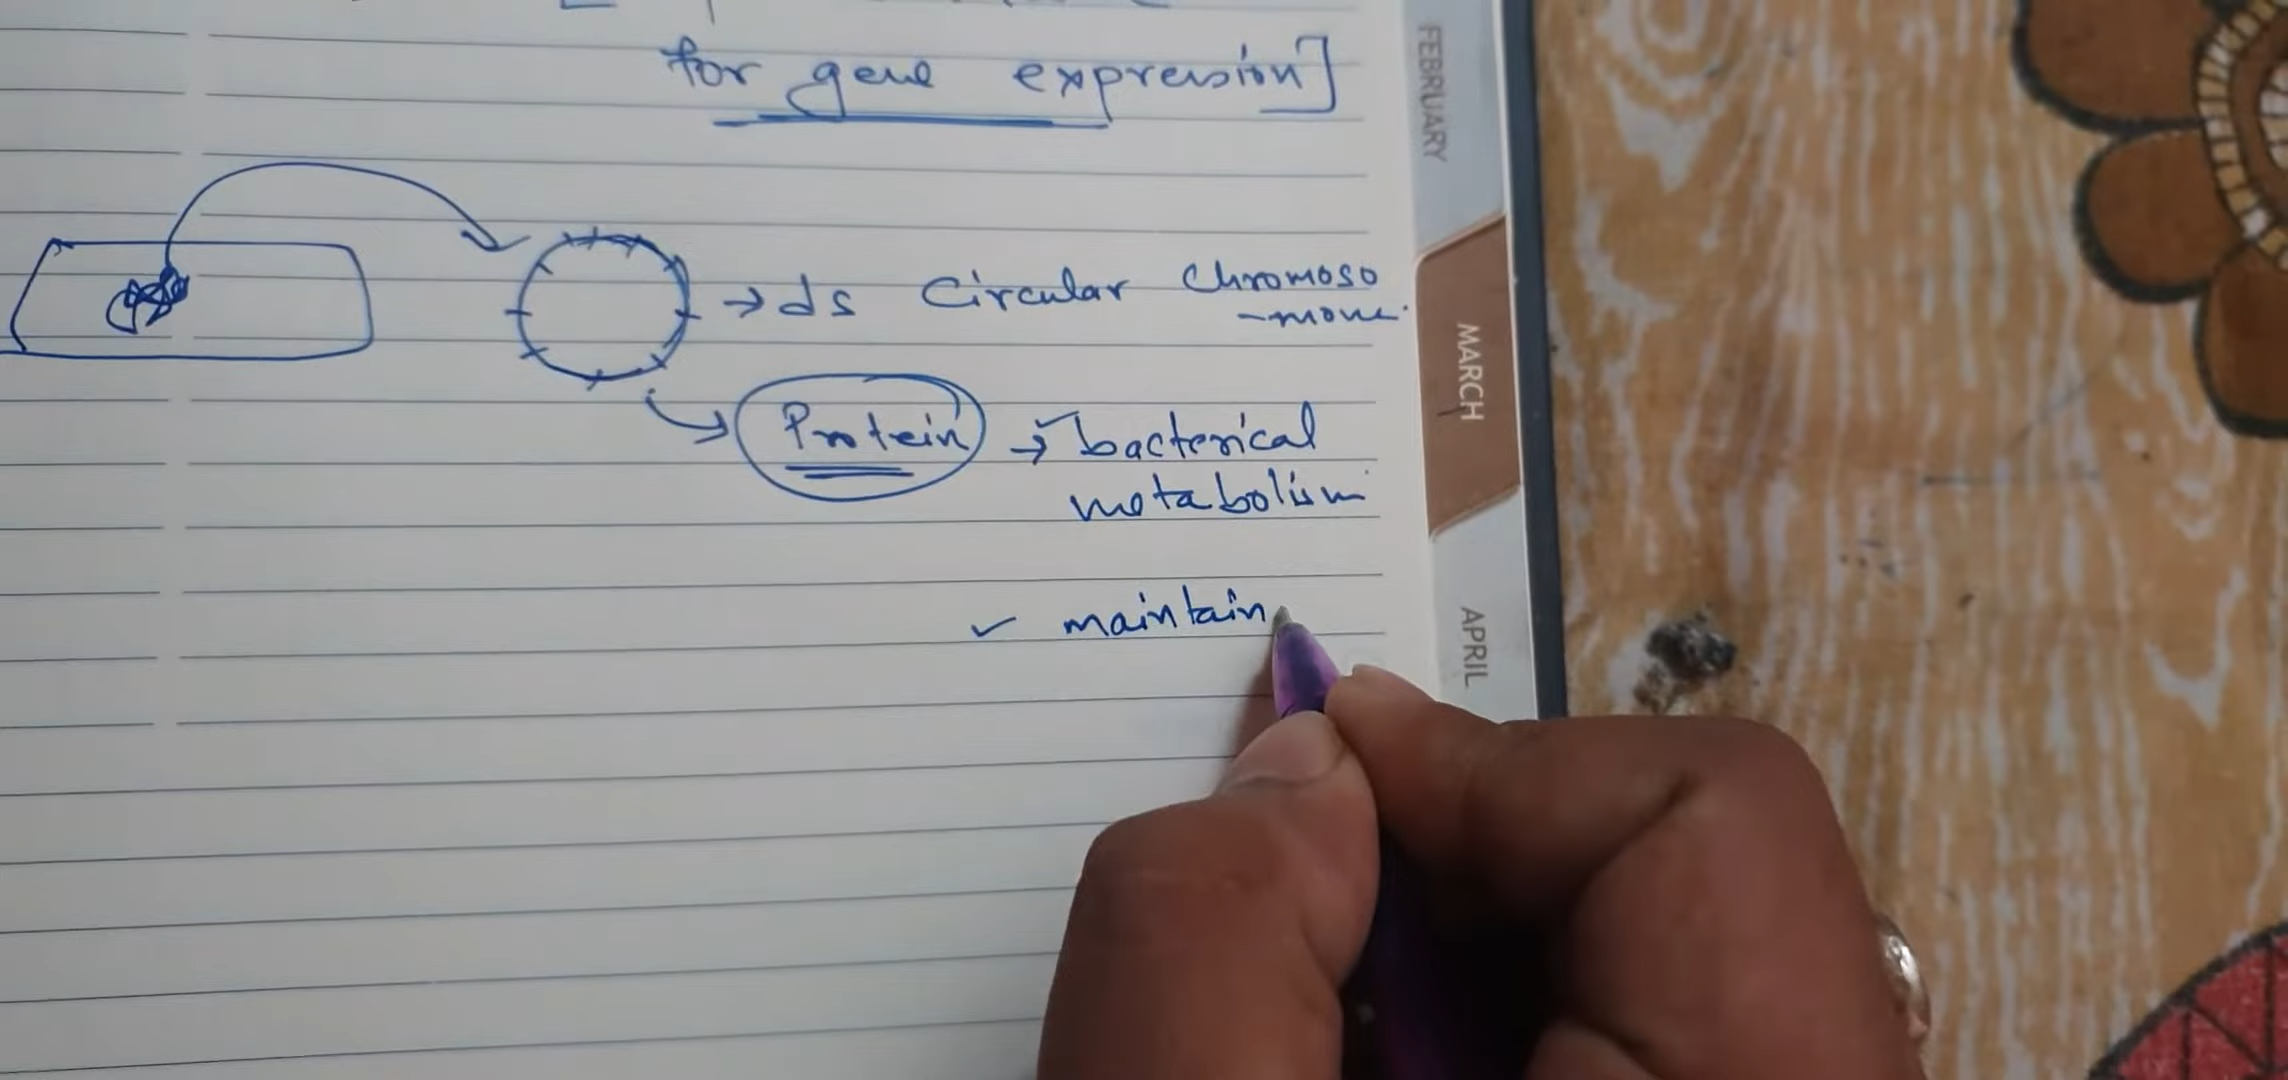 for gene expression]
→ ds Circular Chromoso
-mone.
Protein → bacterical
metabolism
✓ maintain
FEBRUARY
MARCH
APRIL